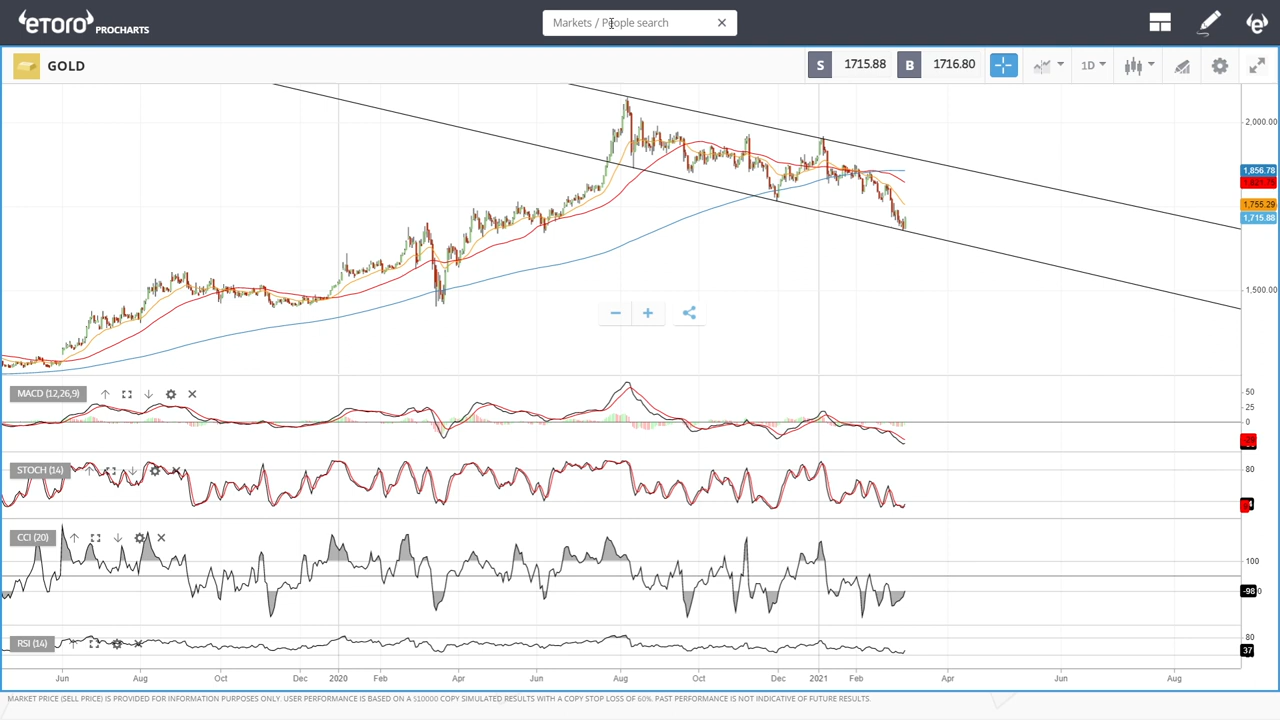 eToro PROCHARTS
Markets / People search
GOLD
S 1715.88 B 1716.80 1D
2,000.00
1,856.78
1,755.29
1,715.88
1,500.00
MACD (12,26,9)
50
25
0
STOCH (14)
80
CCI (20)
100
-98
RSI (14)
80
37
Jun Aug Oct Dec 2020 Feb Apr Jun Aug Oct Dec 2021 Feb Apr Jun Aug
MARKET PRICE (SELL PRICE) IS PROVIDED FOR INFORMATION PURPOSES ONLY. USER PERFORMANCE IS BASED ON A $10000 COPY SIMULATED RESULTS WITH A COPY STOP LOSS OF 60%. PAST PERFORMANCE IS NOT INDICATIVE OF FUTURE RESULTS.